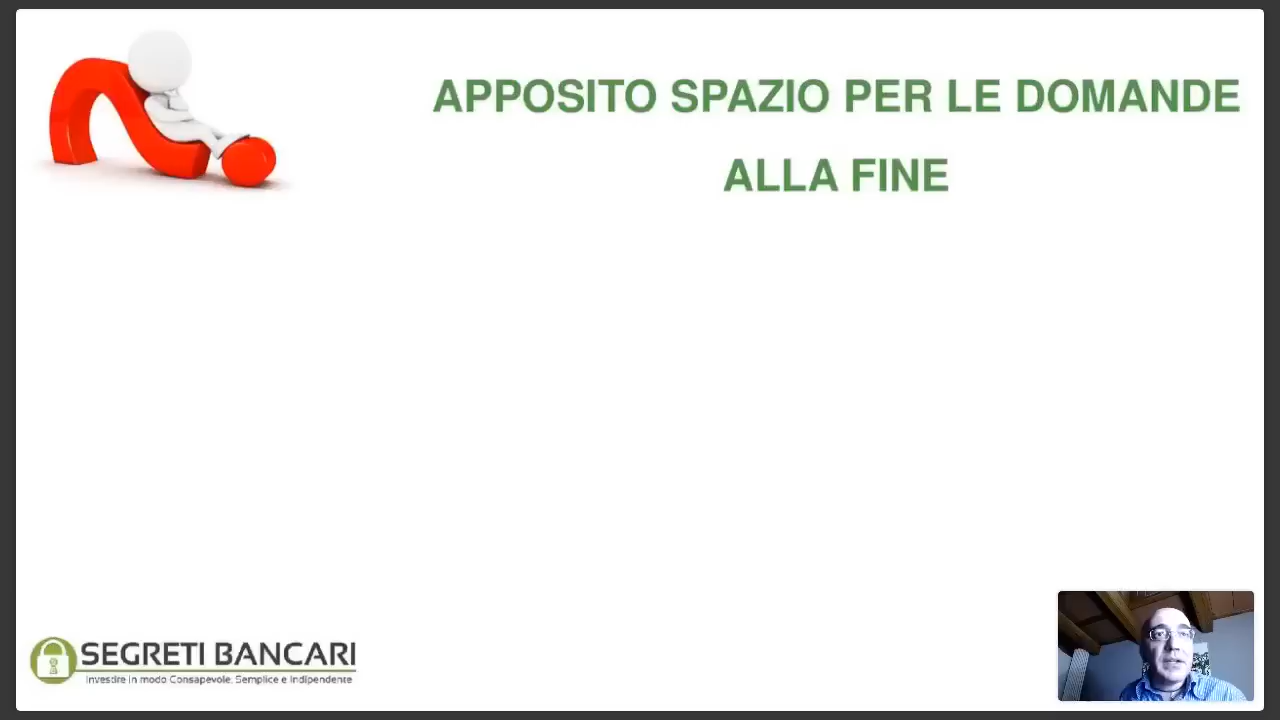 APPOSITO SPAZIO PER LE DOMANDE
ALLA FINE
SEGRETI BANCARI
Investire in modo Consapevole, Semplice e Indipendente